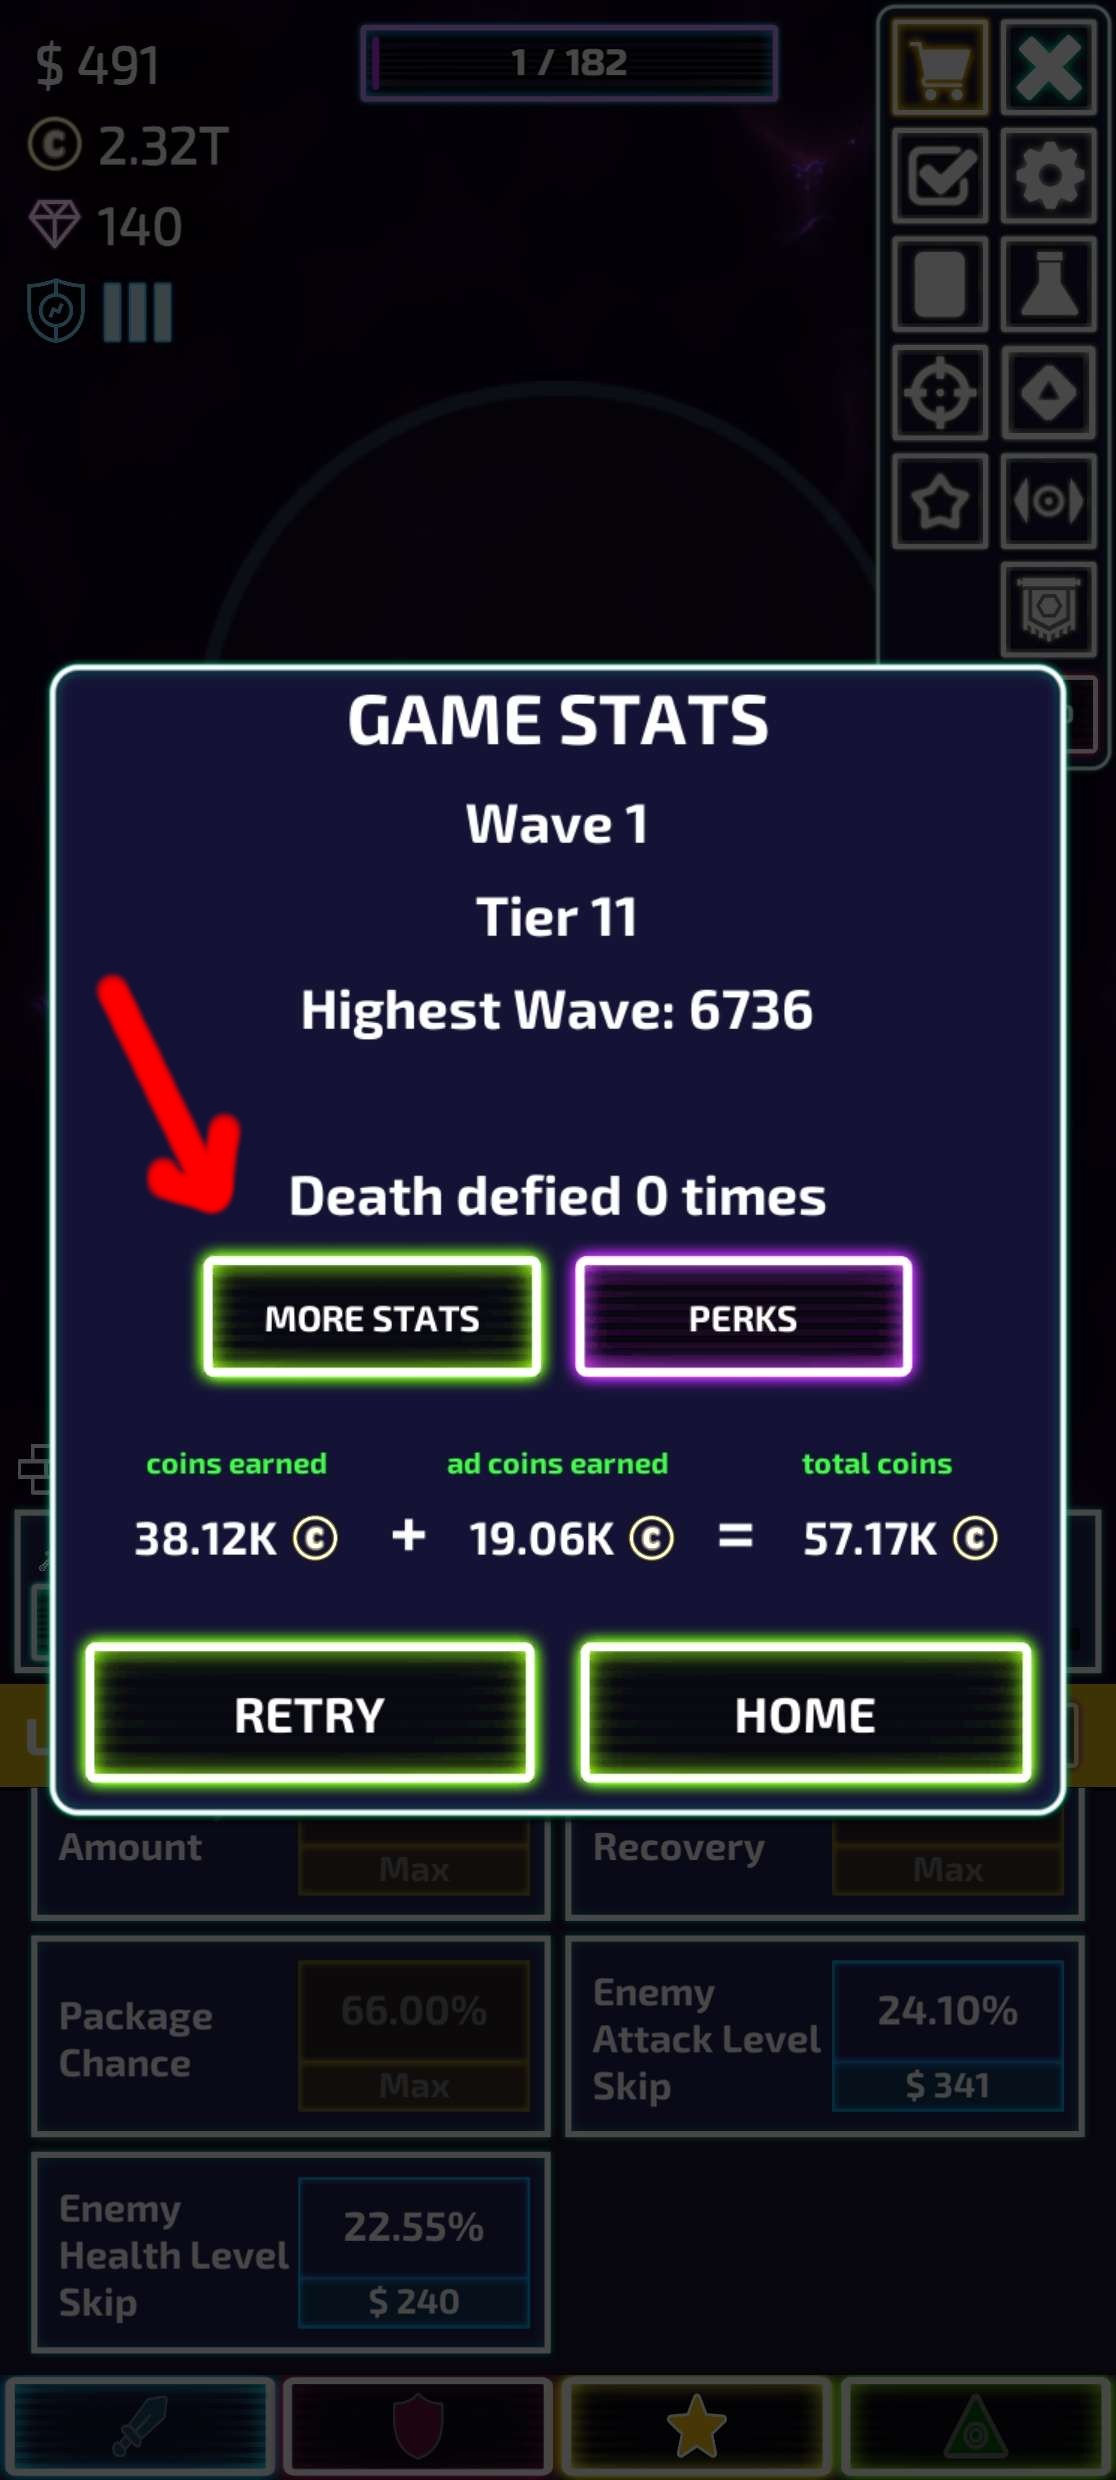 $ 491
1 / 182
2.32T
140
GAME STATS
Wave 1
Tier 11
Highest Wave: 6736
Death defied 0 times
MORE STATS
PERKS
coins earned
ad coins earned
total coins
38.12K © + 19.06K © = 57.17K ©
RETRY
HOME
Amount
Max
Recovery
Max
Package
Chance
66.00%
Max
Enemy
Attack Level
Skip
24.10%
$ 341
Enemy
Health Level
Skip
22.55%
$ 240